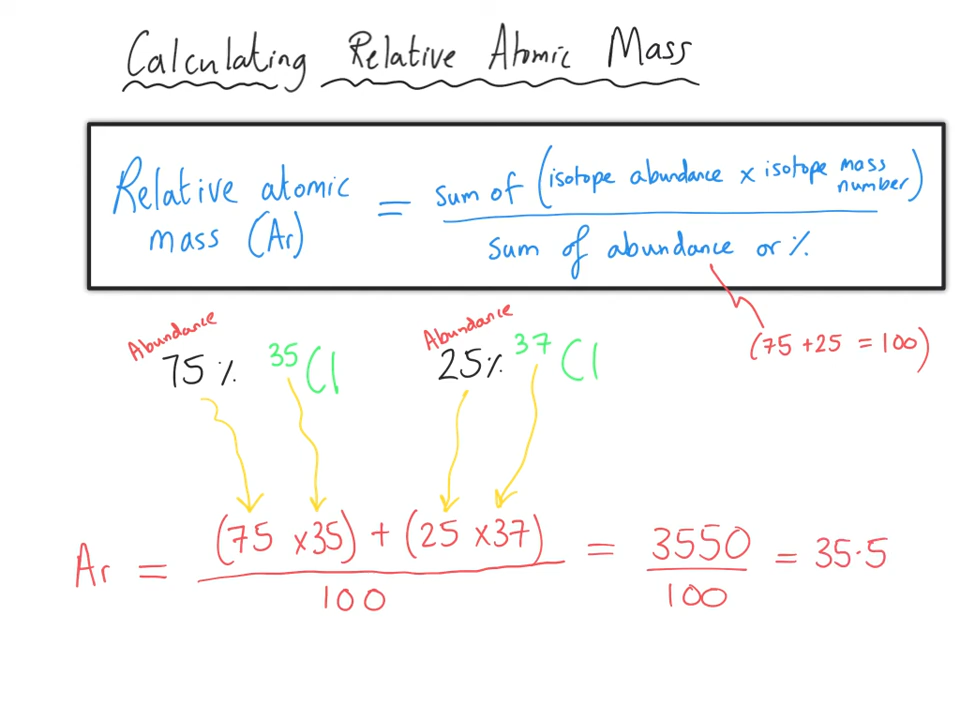 Calculating Relative Atomic Mass
Relative atomic mass (Ar) = sum of (isotope abundance x isotope mass number)
sum of abundance or %
(75 + 25 = 100)
Abundance
75 % 35Cl
Abundance
25% 37Cl
Ar = (75 x35) + (25 x37) = 3550 = 35.5
100 100